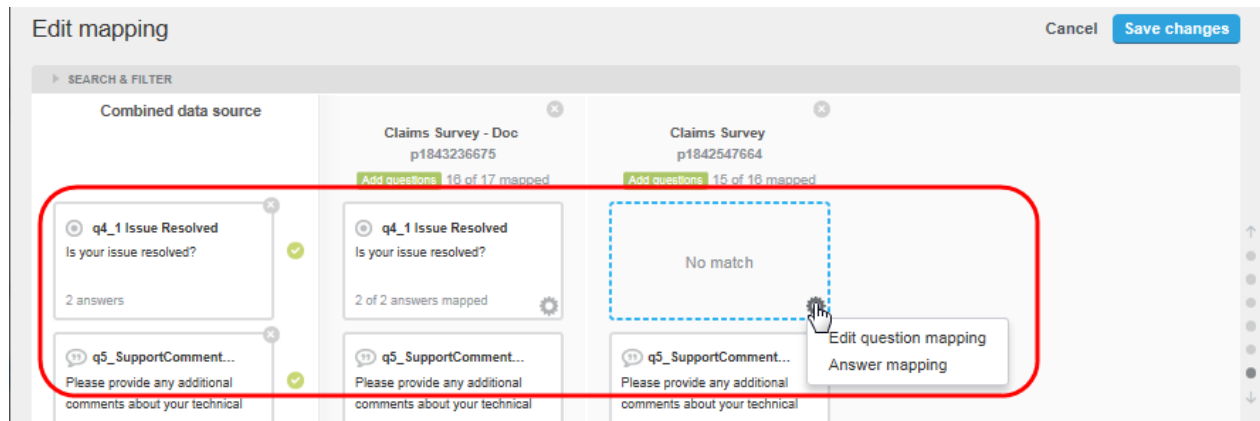 Edit mapping
Cancel
Save changes
SEARCH & FILTER
Combined data source
Claims Survey - Doc
p1843236675
Add questions 16 of 17 mapped
Claims Survey
p1842547664
Add questions 15 of 16 mapped
q4_1 Issue Resolved
Is your issue resolved?
2 answers
q4_1 Issue Resolved
Is your issue resolved?
2 of 2 answers mapped
No match
Edit question mapping
Answer mapping
q5_SupportComment...
Please provide any additional
comments about your technical
q5_SupportComment...
Please provide any additional
comments about your technical
q5_SupportComment...
Please provide any additional
comments about your technical